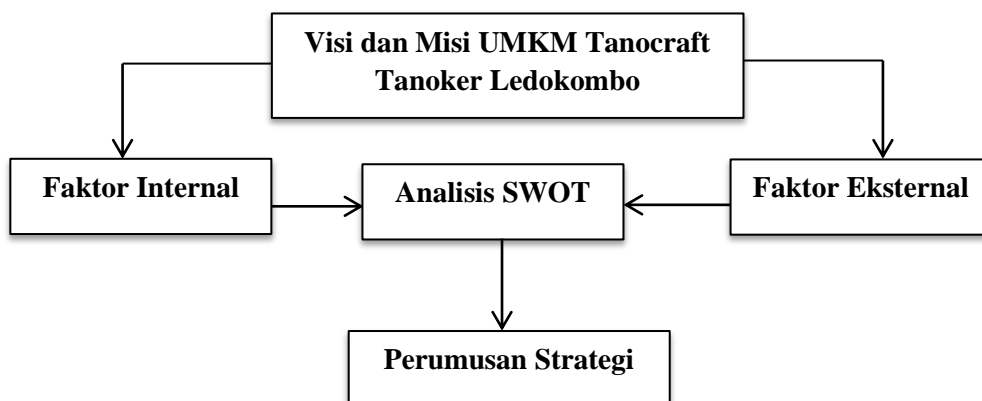 Visi dan Misi UMKM Tanocraft
Tanoker Ledokombo
Faktor Internal
Analisis SWOT
Faktor Eksternal
Perumusan Strategi